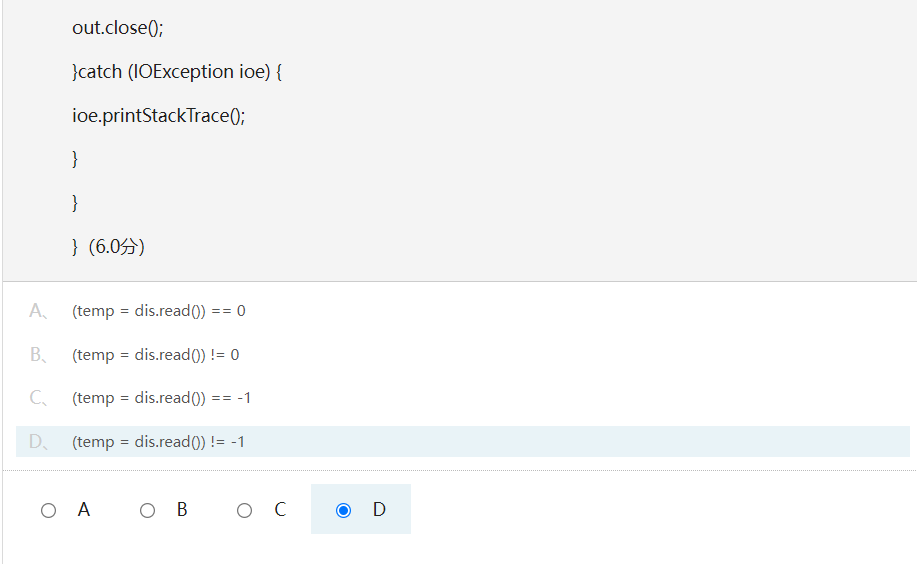 out.close();
}catch (IOException ioe) {
ioe.printStackTrace();
}
}
} (6.0分)
A、 (temp = dis.read()) == 0
B、 (temp = dis.read()) != 0
C、 (temp = dis.read()) == -1
D、 (temp = dis.read()) != -1
A B C D